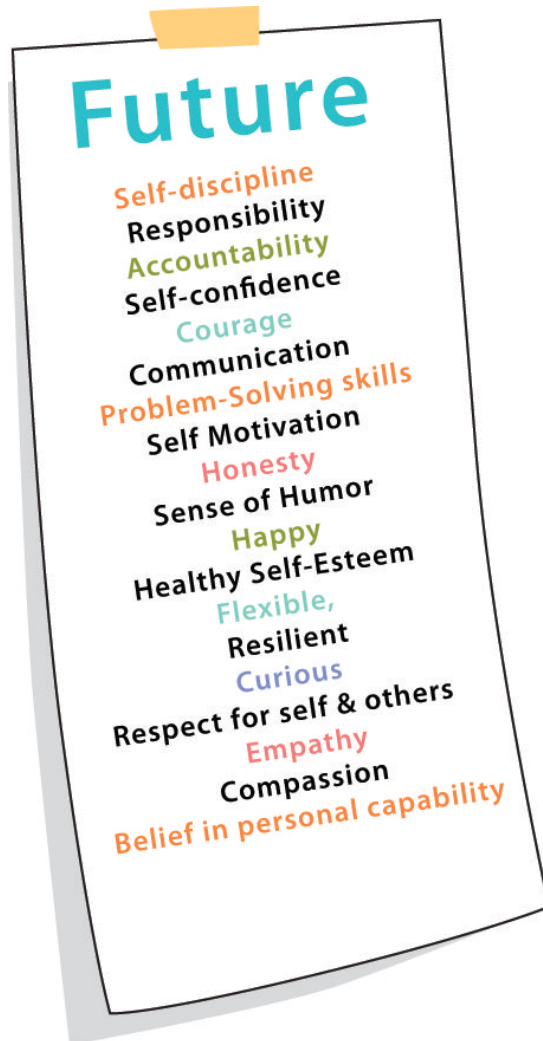 Future
Self-discipline
Responsibility
Accountability
Self-confidence
Courage
Communication
Problem-Solving skills
Self Motivation
Honesty
Sense of Humor
Happy
Healthy Self-Esteem
Flexible,
Resilient
Curious
Respect for self & others
Empathy
Compassion
Belief in personal capability